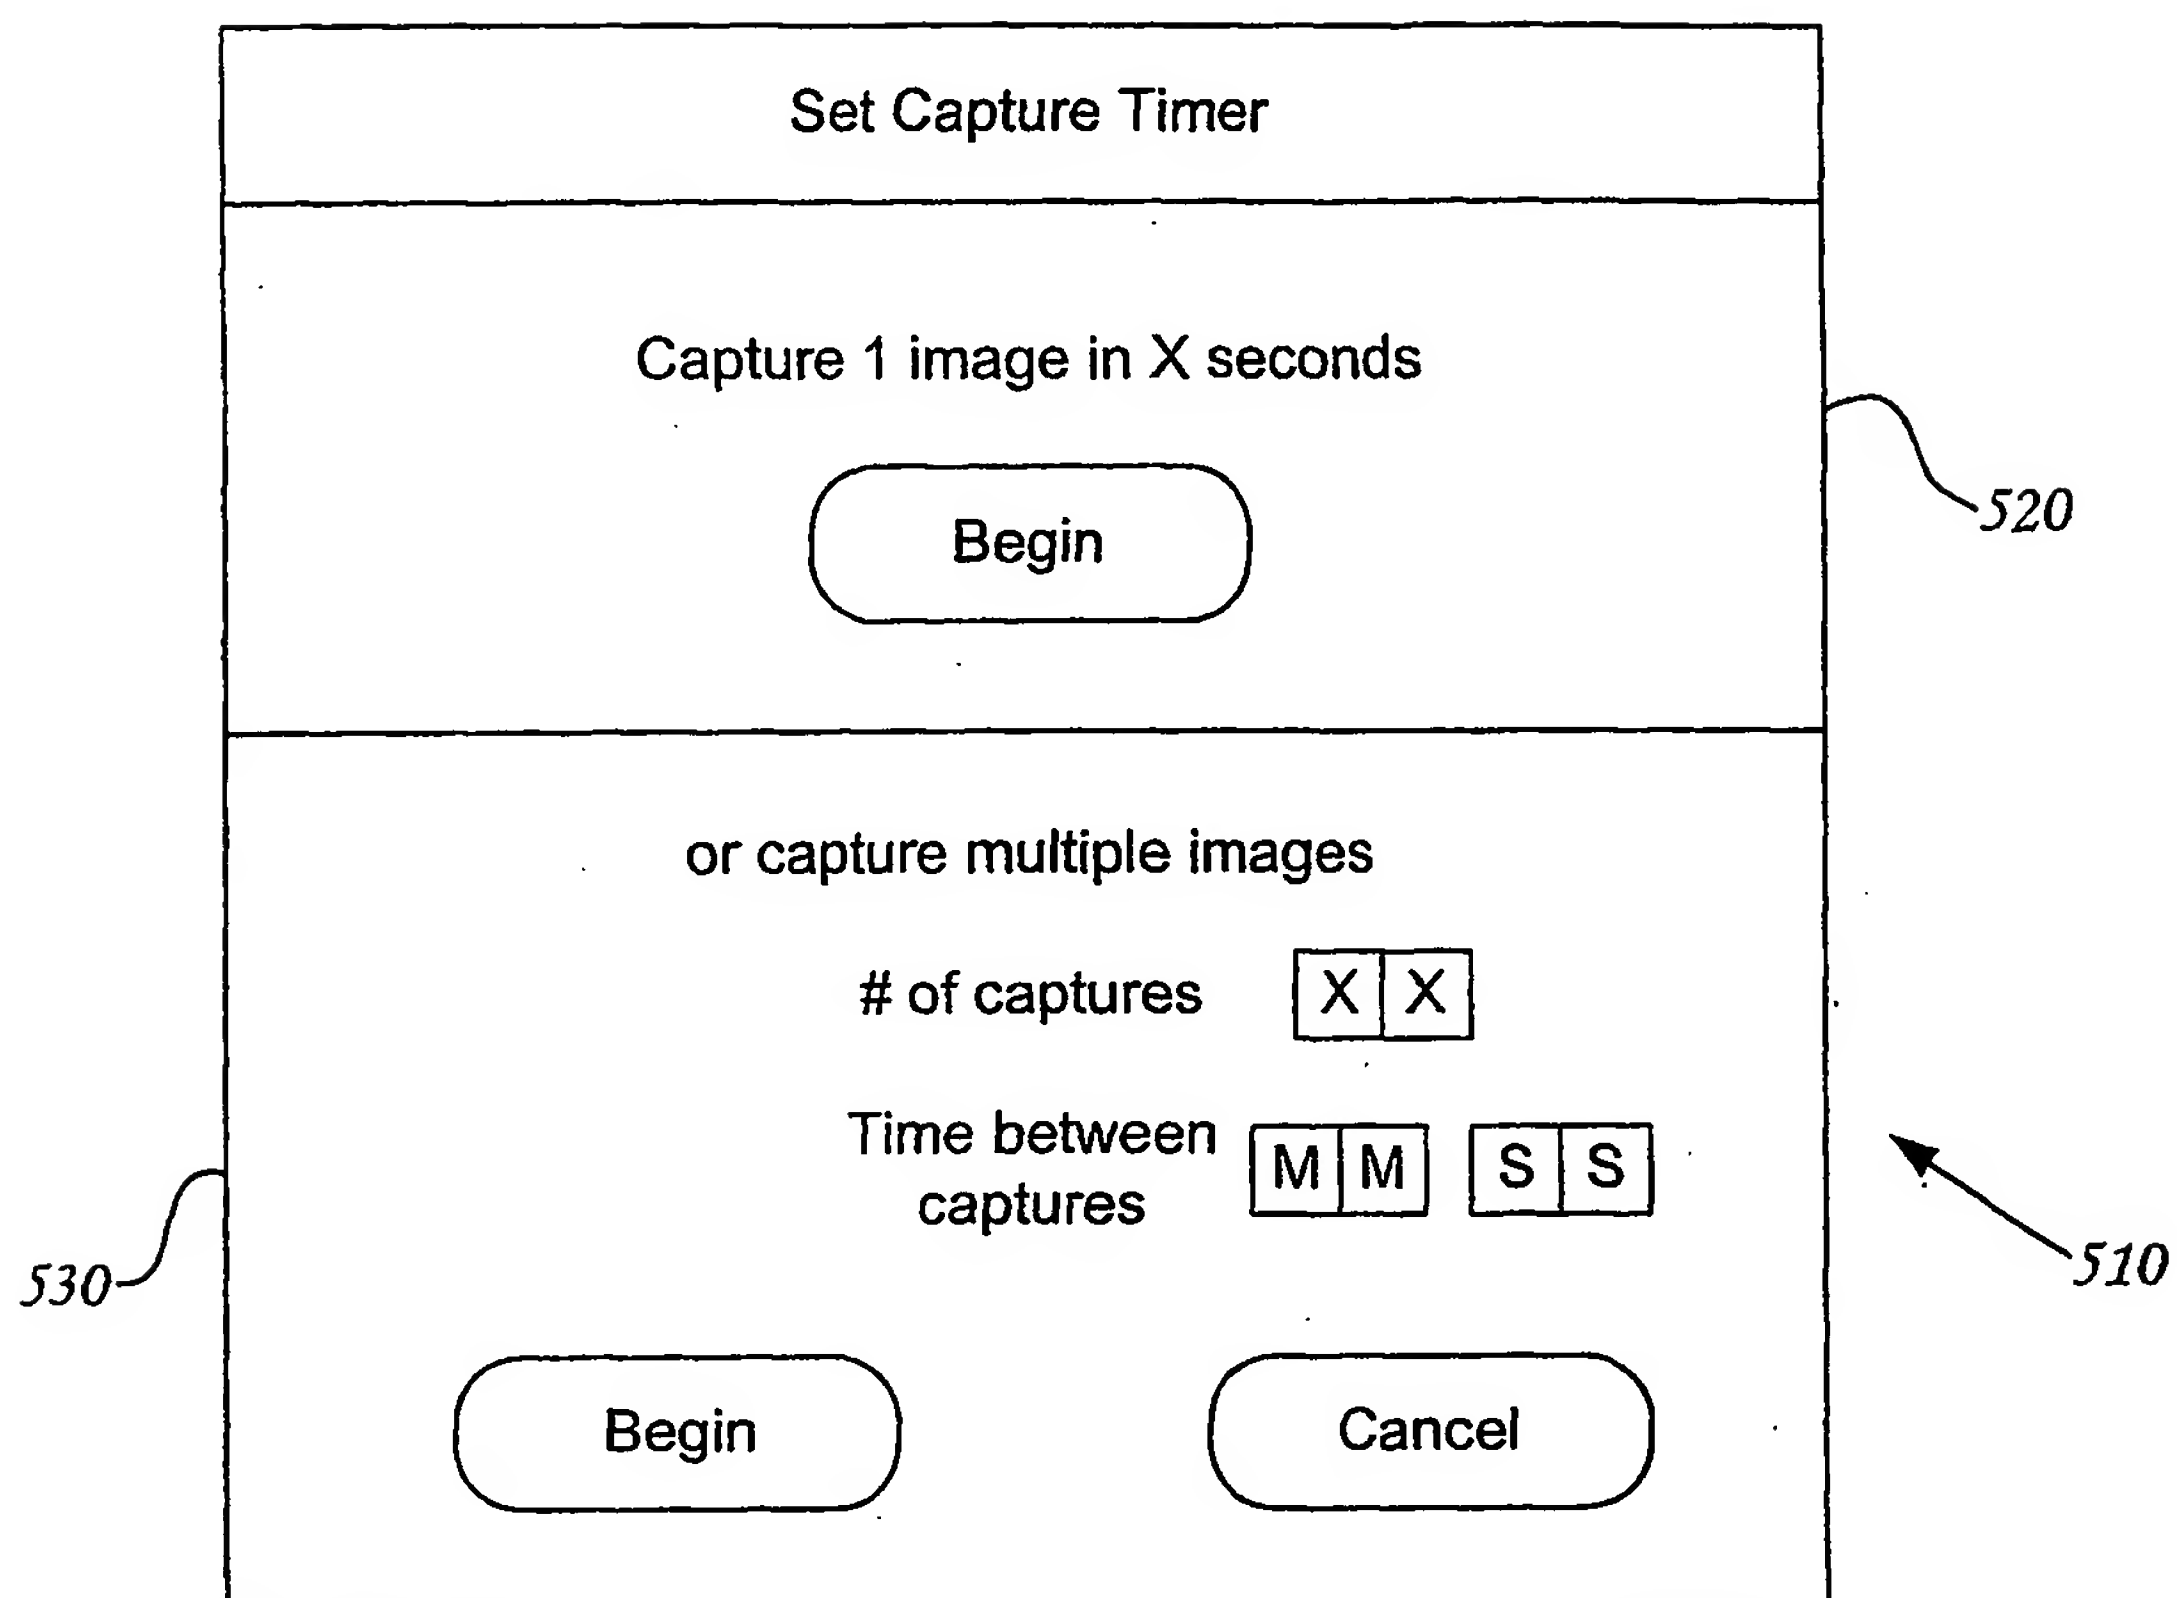 Set Capture Timer
Capture 1 image in X seconds
Begin
520
or capture multiple images
# of captures X X
Time between
captures M M S S
510
530
Begin Cancel